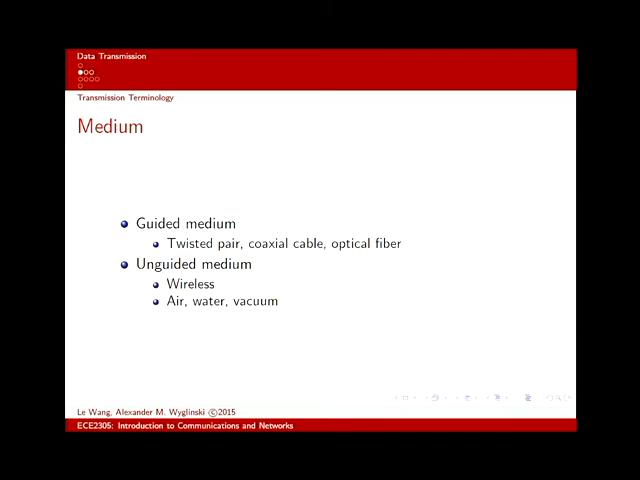 Data Transmission
Transmission Terminology
Medium
Guided medium
Twisted pair, coaxial cable, optical fiber
Unguided medium
Wireless
Air, water, vacuum
Le Wang, Alexander M. Wyglinski ©2015
ECE2305: Introduction to Communications and Networks